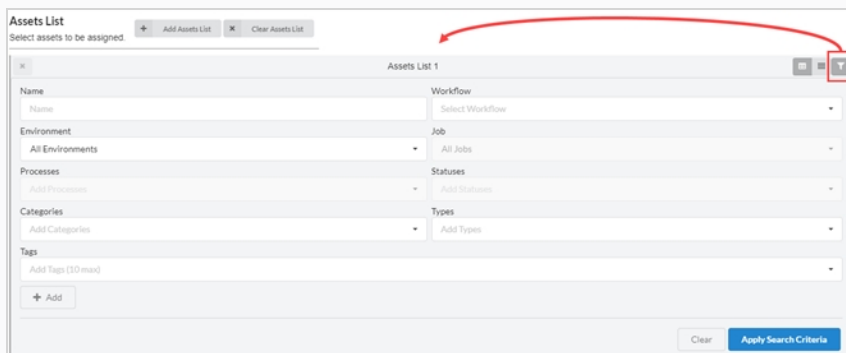 Assets List
Select assets to be assigned.
+ Add Assets List × Clear Assets List
× Assets List 1
Name Workflow
Name Select Workflow
Environment Job
All Environments All Jobs
Processes Statuses
Add Processes Add Statuses
Categories Types
Add Categories Add Types
Tags
Add Tags (10 max)
+ Add
Clear Apply Search Criteria